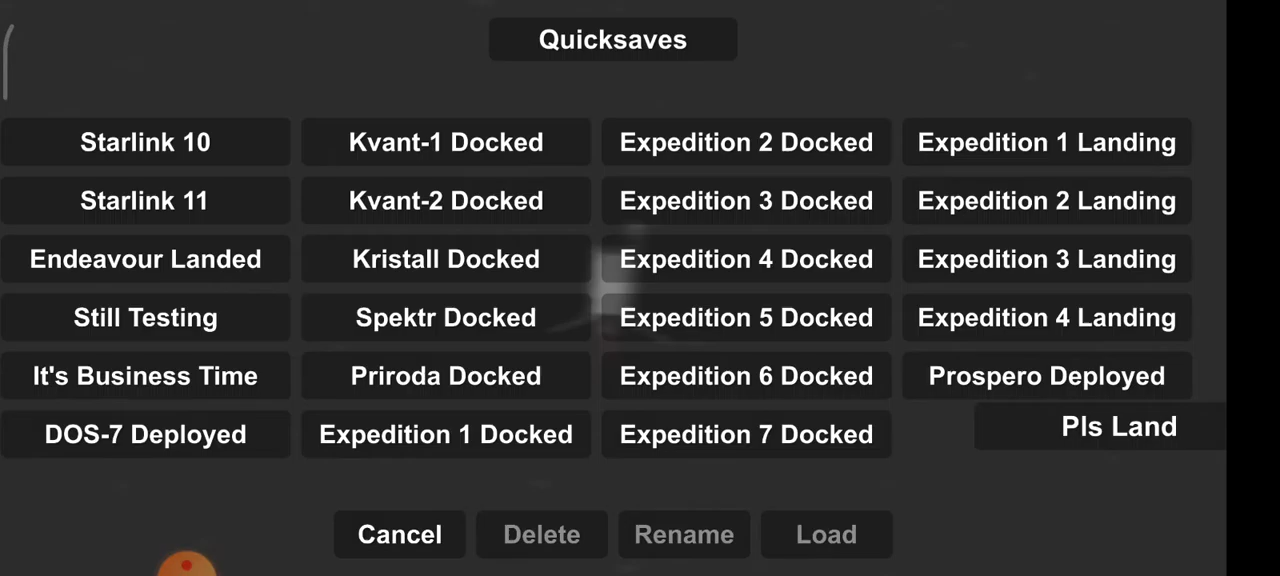 Quicksaves
Starlink 10
Starlink 11
Endeavour Landed
Still Testing
It's Business Time
DOS-7 Deployed
Kvant-1 Docked
Kvant-2 Docked
Kristall Docked
Spektr Docked
Priroda Docked
Expedition 1 Docked
Expedition 2 Docked
Expedition 3 Docked
Expedition 4 Docked
Expedition 5 Docked
Expedition 6 Docked
Expedition 7 Docked
Expedition 1 Landing
Expedition 2 Landing
Expedition 3 Landing
Expedition 4 Landing
Prospero Deployed
Pls Land
Cancel Delete Rename Load